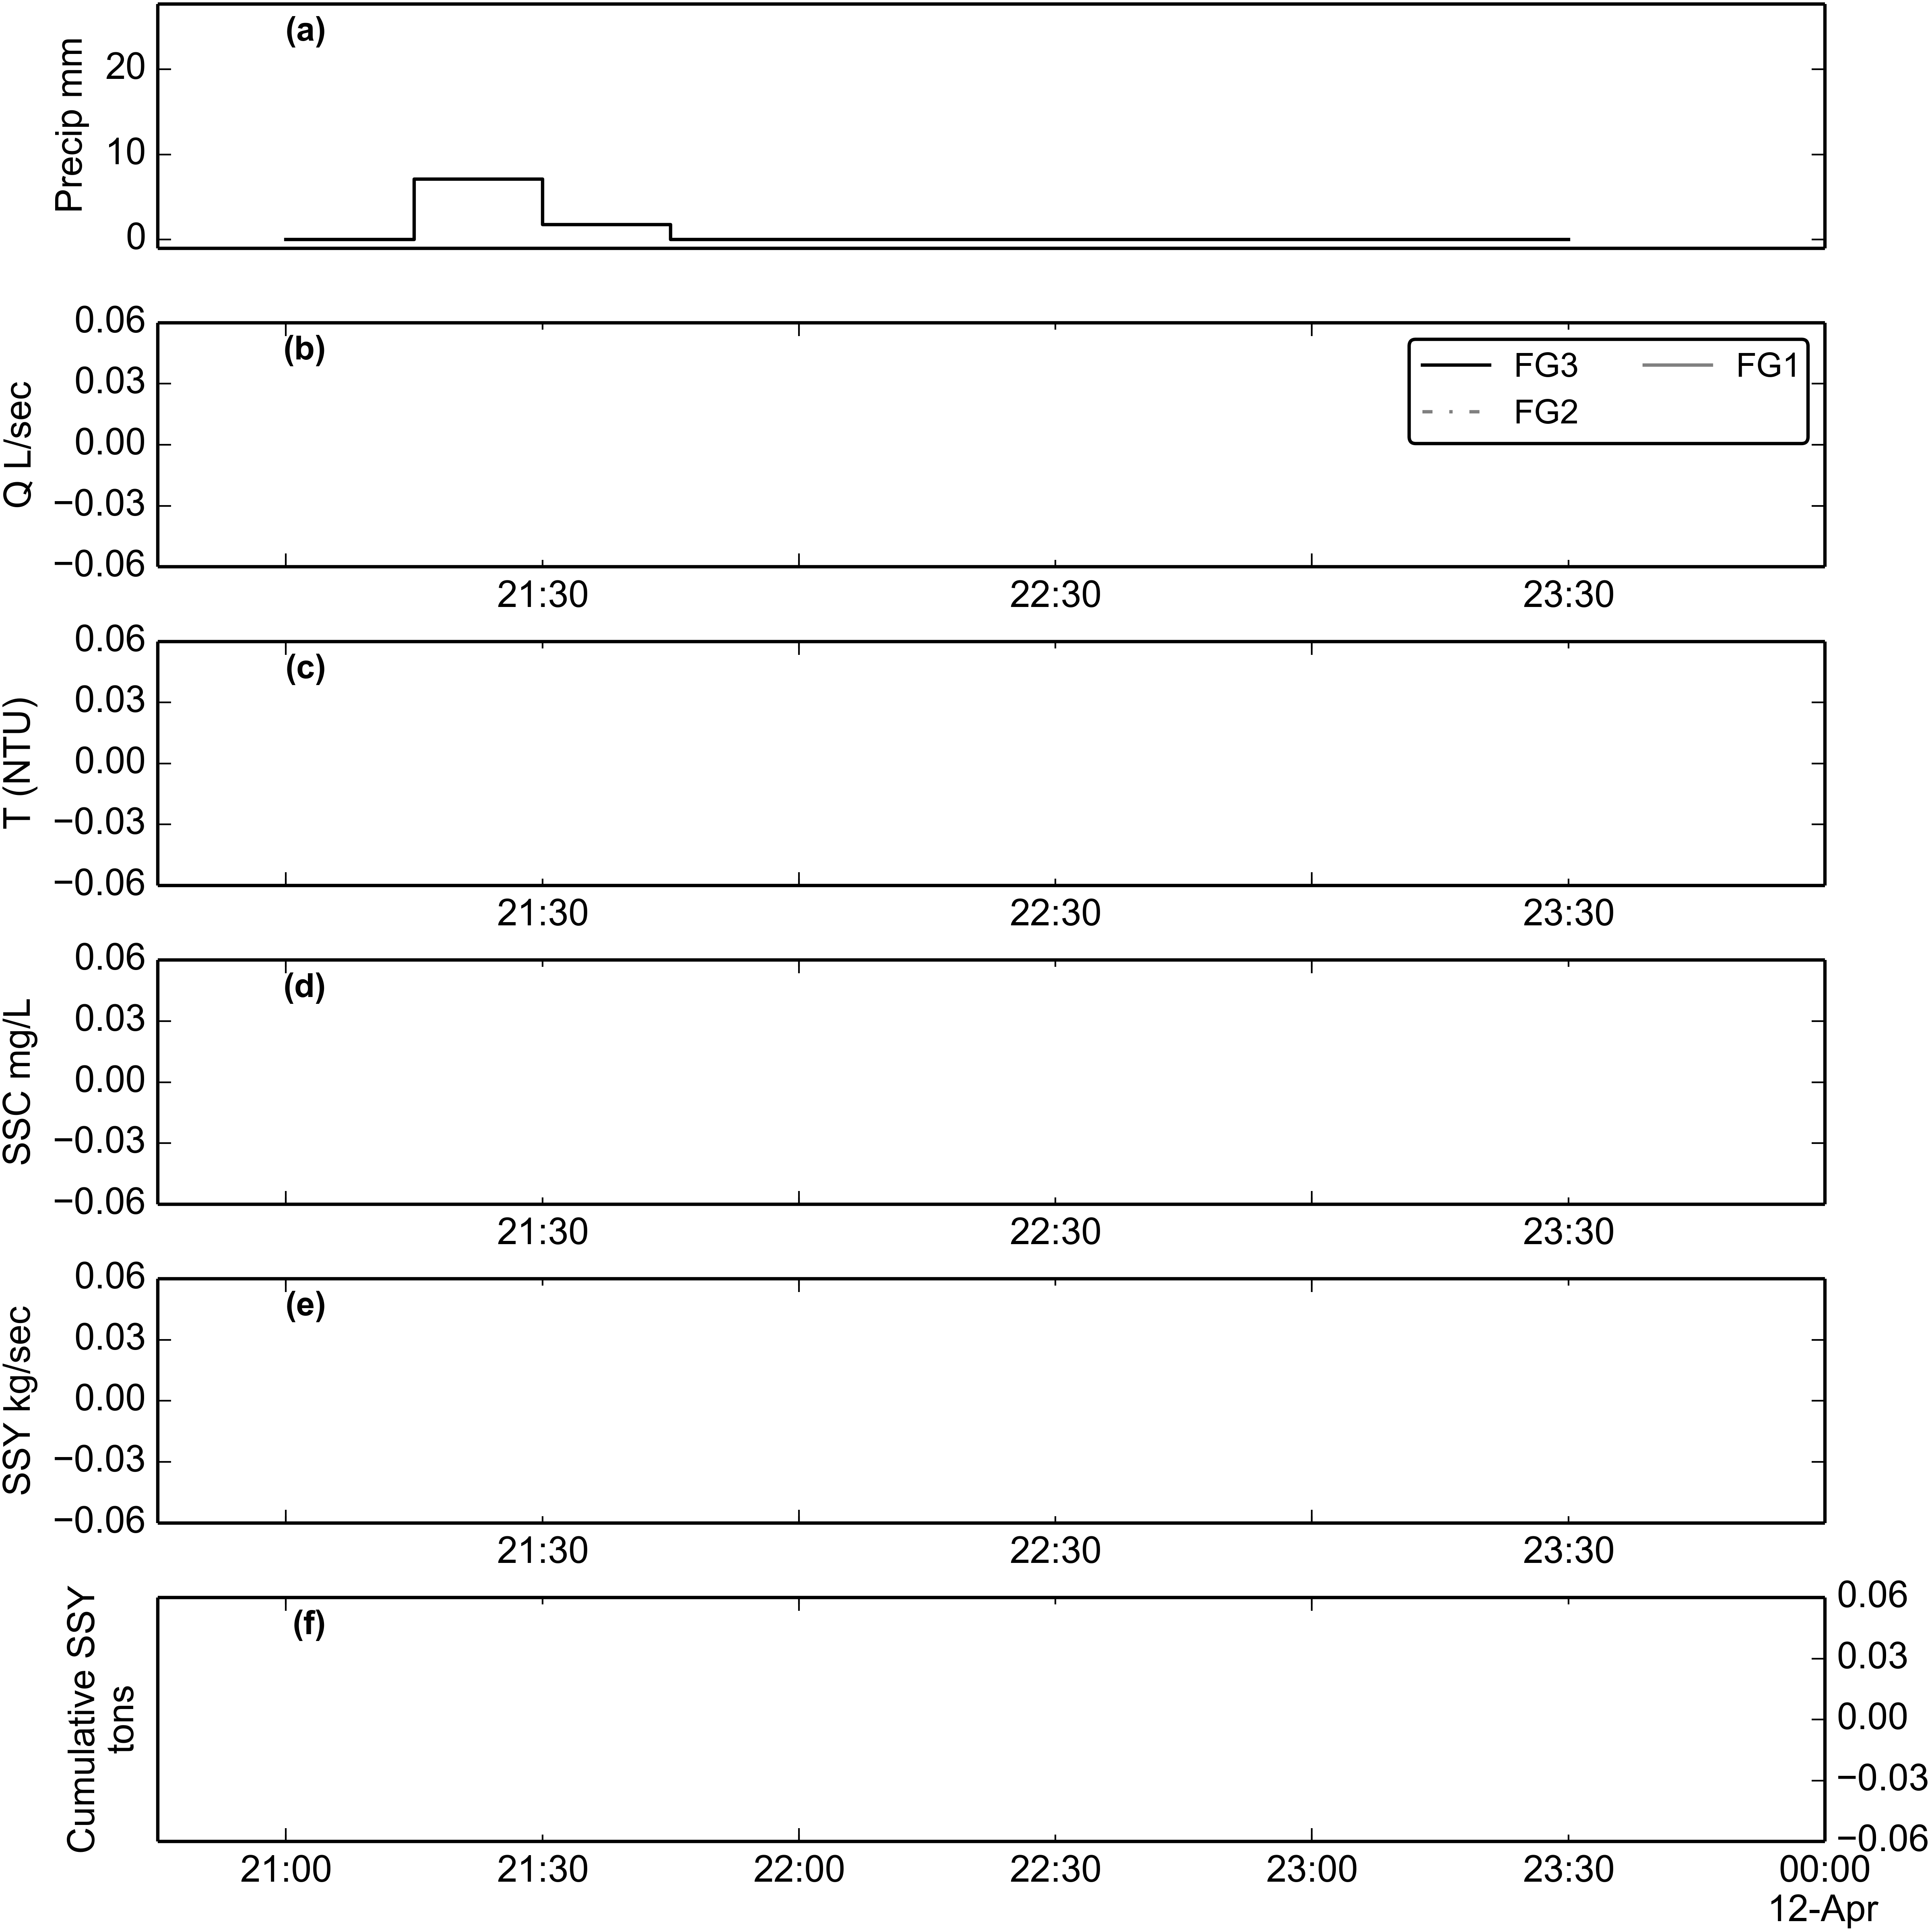 (a)
Precip mm
20
10
0
(b)
Q L/sec
0.06
0.03
0.00
−0.03
−0.06
FG3 FG1
FG2
21:30 22:30 23:30
(c)
T (NTU)
0.06
0.03
0.00
−0.03
−0.06
21:30 22:30 23:30
(d)
SSC mg/L
0.06
0.03
0.00
−0.03
−0.06
21:30 22:30 23:30
(e)
SSY kg/sec
0.06
0.03
0.00
−0.03
−0.06
21:30 22:30 23:30
(f)
Cumulative SSY
tons
0.06
0.03
0.00
−0.03
−0.06
21:00 21:30 22:00 22:30 23:00 23:30 00:00
12-Apr